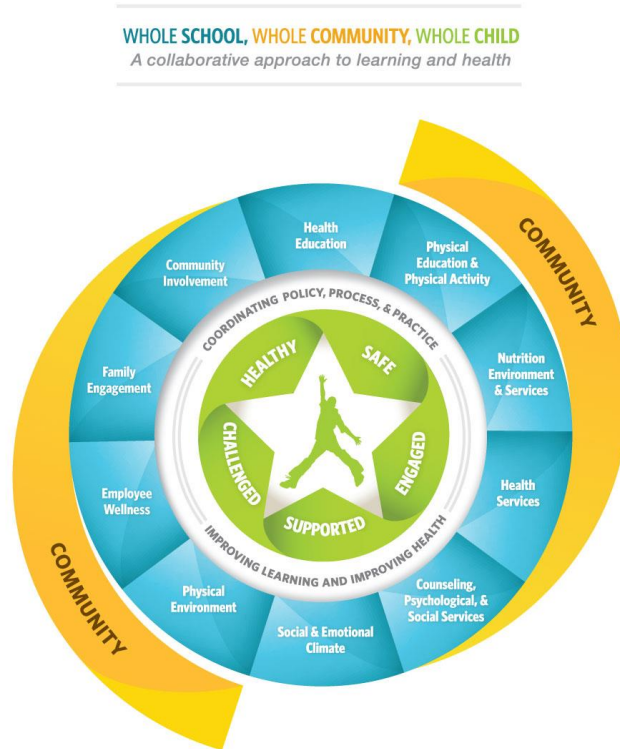 WHOLE SCHOOL, WHOLE COMMUNITY, WHOLE CHILD
A collaborative approach to learning and health
COMMUNITY
Health
Education
Physical
Education &
Physical Activity
Nutrition
Environment
& Services
Health
Services
Counseling,
Psychological, &
Social Services
Social & Emotional
Climate
Physical
Environment
Employee
Wellness
Family
Engagement
Community
Involvement
COORDINATING POLICY, PROCESS, & PRACTICE
IMPROVING LEARNING AND IMPROVING HEALTH
HEALTHY
SAFE
ENGAGED
SUPPORTED
CHALLENGED
COMMUNITY